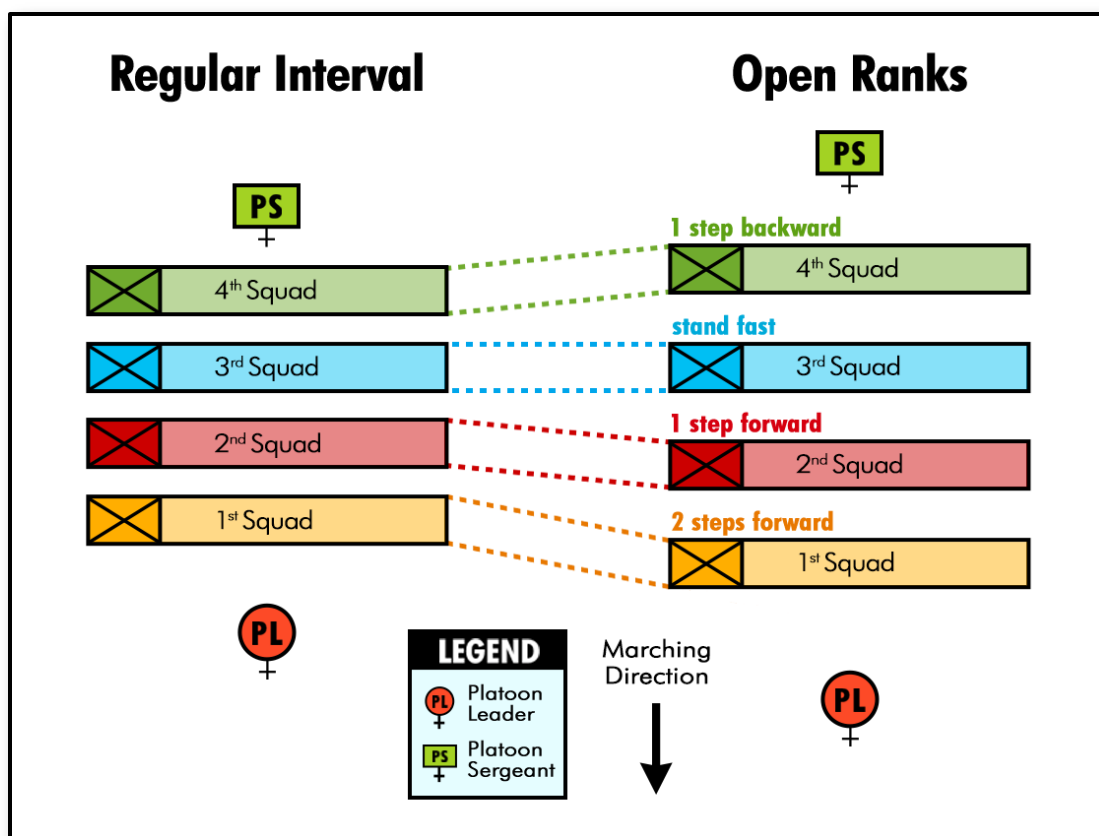 Regular Interval
Open Ranks
PS
PS
1 step backward
4th Squad
4th Squad
stand fast
3rd Squad
3rd Squad
1 step forward
2nd Squad
2nd Squad
2 steps forward
1st Squad
1st Squad
PL
LEGEND
PL Platoon
Leader
PS Platoon
Sergeant
Marching
Direction
PL